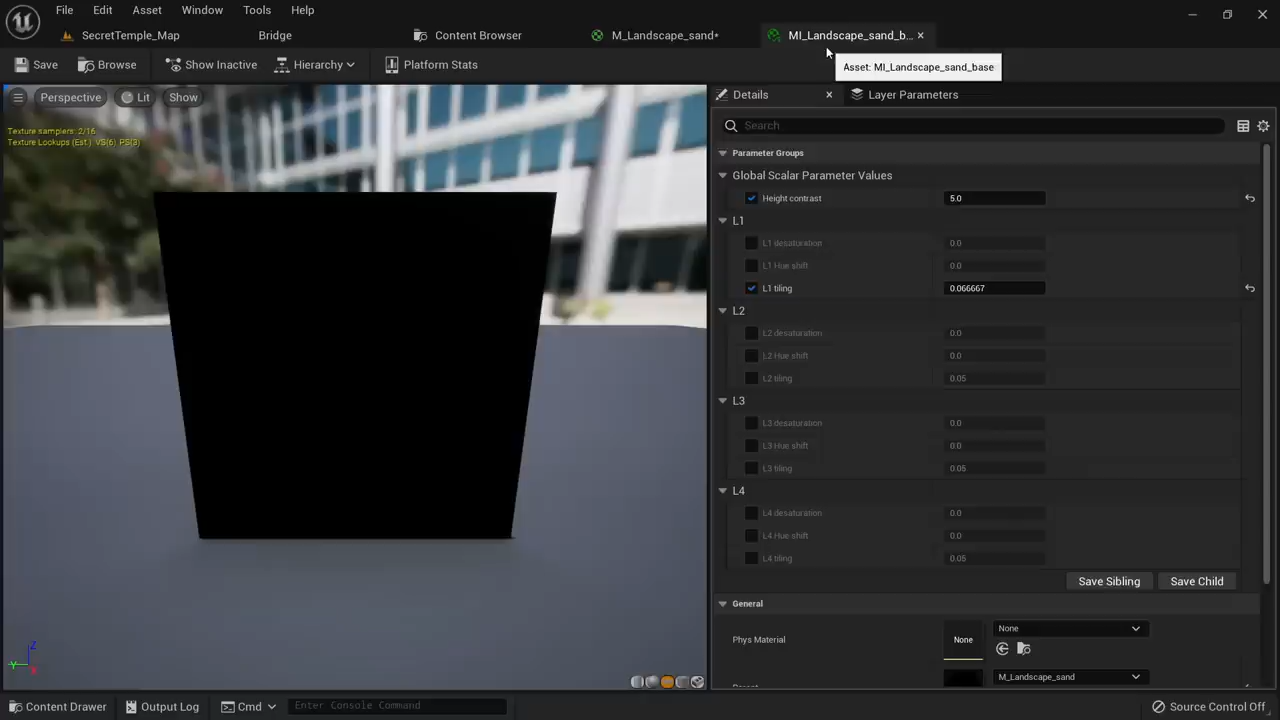 File Edit Asset Window Tools Help
SecretTemple_Map Bridge Content Browser M_Landscape_sand* MI_Landscape_sand_b...
Asset: MI_Landscape_sand_base
Save Browse Show Inactive Hierarchy Platform Stats
Perspective Lit Show
Texture samplers: 2/16
Texture Lookups (Est.): VS(6), PS(3)
Details Layer Parameters
Search
Parameter Groups
Global Scalar Parameter Values
Height contrast 5.0
L1
L1 desaturation 0.0
L1 Hue shift 0.0
L1 tiling 0.066667
L2
L2 desaturation 0.0
L2 Hue shift 0.0
L2 tiling 0.05
L3
L3 desaturation 0.0
L3 Hue shift 0.0
L3 tiling 0.05
L4
L4 desaturation 0.0
L4 Hue shift 0.0
L4 tiling 0.05
Save Sibling Save Child
General
Phys Material None None
M_Landscape_sand
Z
Y
X
Content Drawer Output Log Cmd Enter Console Command Source Control Off